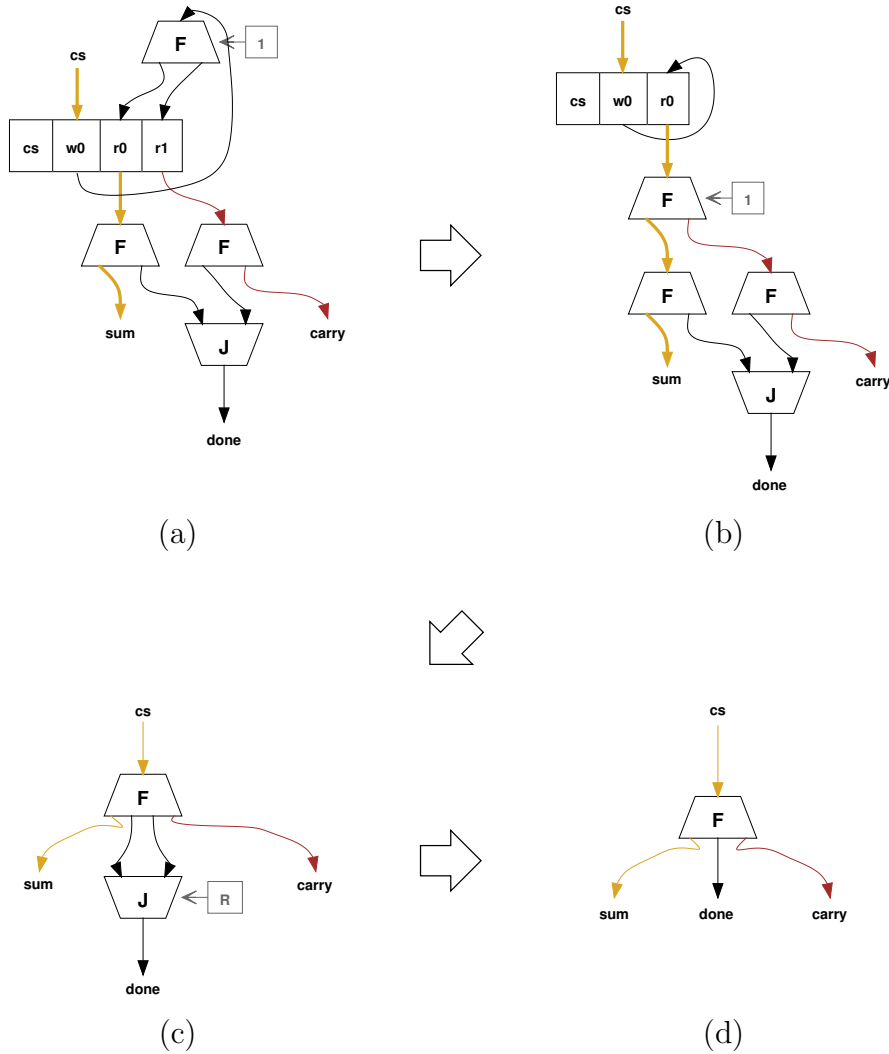 F
1
cs
cs w0 r0 r1
F F
sum
J
carry
done
(a)
cs
cs w0 r0
F
1
F F
sum
J
carry
done
(b)
cs
F
sum
J
R
carry
done
(c)
cs
F
sum done carry
(d)